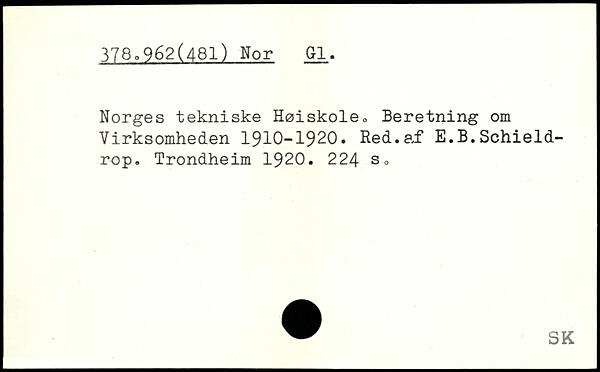 378.962(481) Nor Gl.
Norges tekniske Høiskole. Beretning om
Virksomheden 1910-1920. Red.af E.B.Schield-
rop. Trondheim 1920. 224 s.
SK